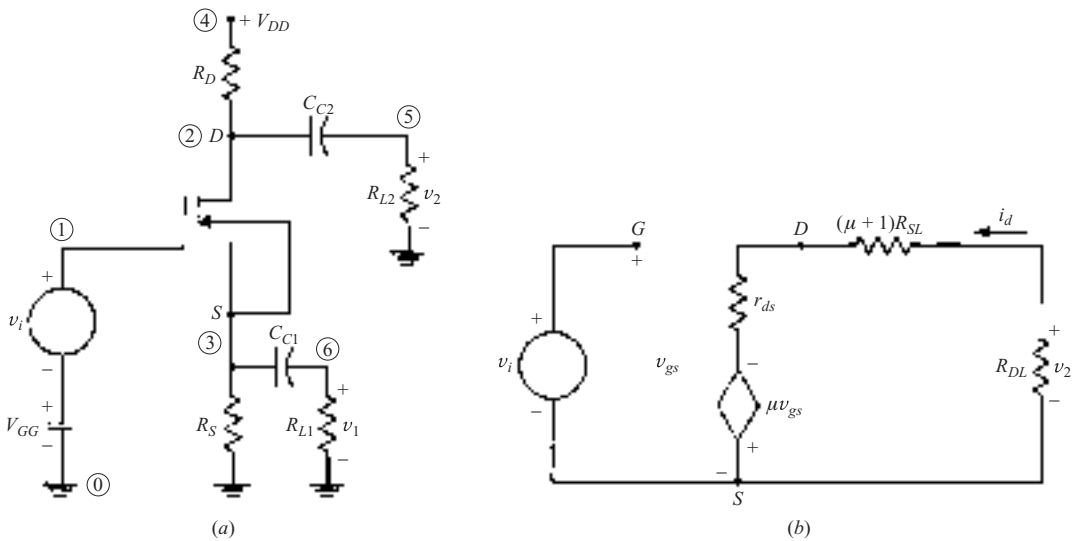 ④ + V_DD
R_D
C_C2
⑤
② D
+
R_L2 v_2
−
①
+
v_i
−
S
③
C_C1
⑥
+
V_GG
−
R_S
+
R_L1 v_1
−
⓪
(a)
G
+
D
(μ + 1)R_SL
i_d
r_ds
+
v_i
−
v_gs
−
μv_gs
+
+
R_DL v_2
−
−
S
(b)